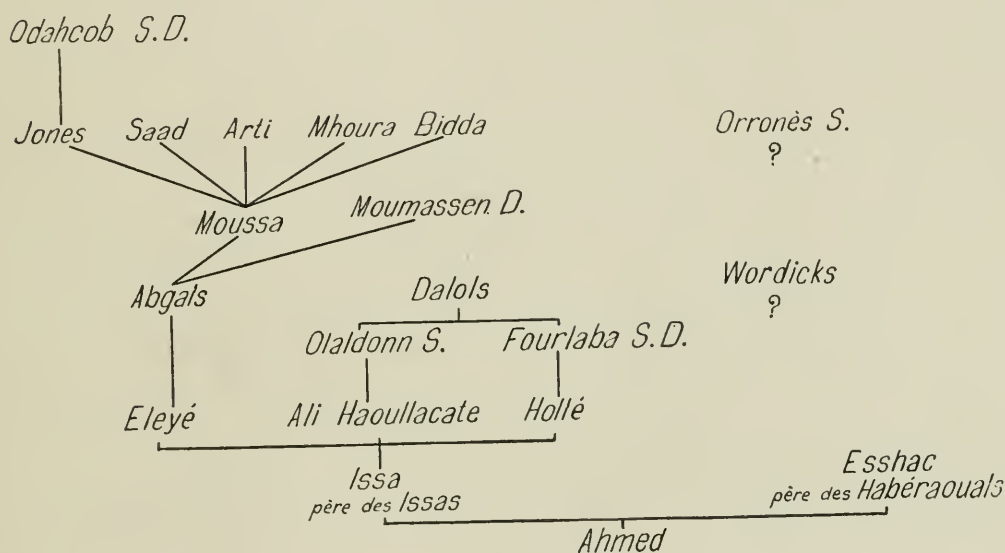 Odahcob S.D.
Jones Saad Arti Mhoura Bidda Orronès S.
?
Moussa Moumassen D.
Abgals Dalols Wordicks
?
Olaldonn S. Fourlaba S.D.
Eleyé Ali Haoullacate Hollé
Issa Esshac
père des Issas père des Habéraouals
Ahmed